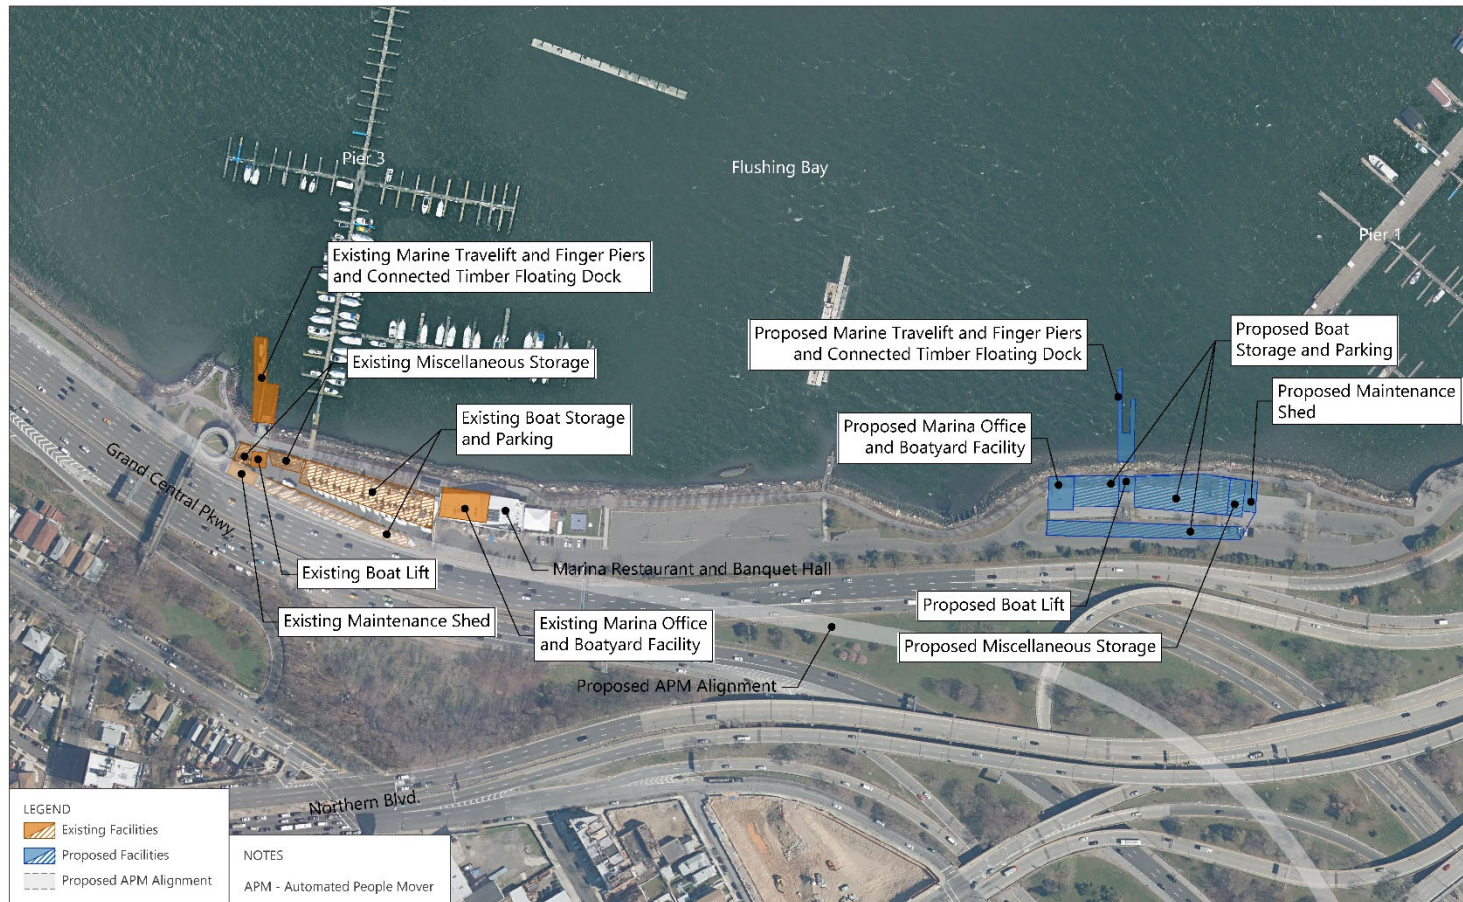 Pier 3
Flushing Bay
Pier 1
Existing Marine Travelift and Finger Piers
and Connected Timber Floating Dock
Existing Miscellaneous Storage
Existing Boat Storage
and Parking
Proposed Marine Travelift and Finger Piers
and Connected Timber Floating Dock
Proposed Boat
Storage and Parking
Proposed Maintenance
Shed
Proposed Marina Office
and Boatyard Facility
Grand Central Pkwy.
Existing Boat Lift
Existing Maintenance Shed
Marina Restaurant and Banquet Hall
Existing Marina Office
and Boatyard Facility
Proposed Boat Lift
Proposed Miscellaneous Storage
Proposed APM Alignment
Northern Blvd.
LEGEND
Existing Facilities
Proposed Facilities
Proposed APM Alignment
NOTES
APM - Automated People Mover